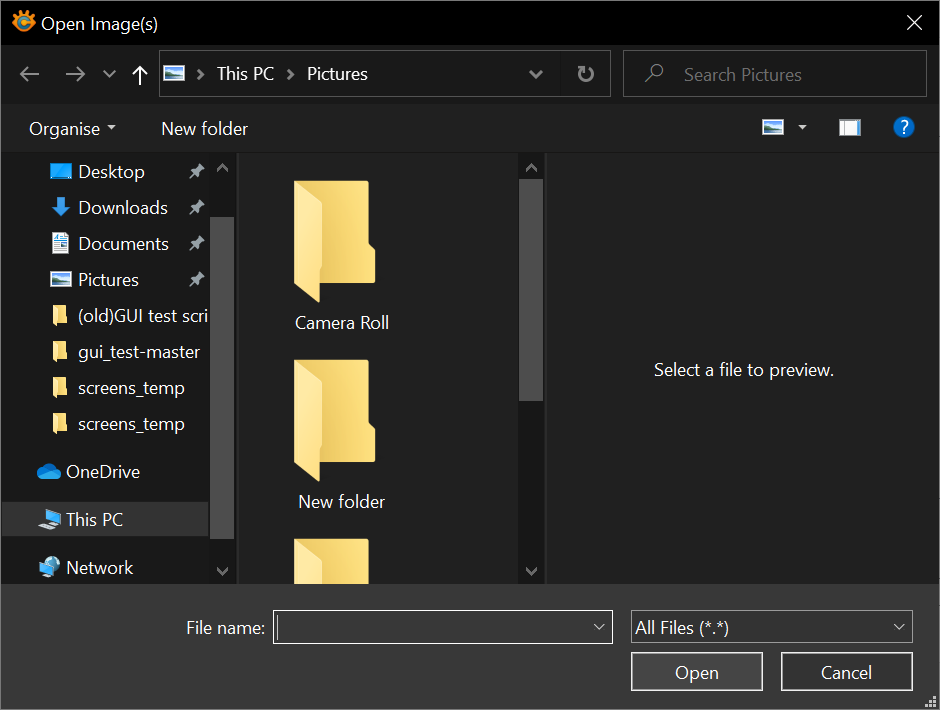 Open Image(s)
This PC
Pictures
Search Pictures
Organise
New folder
?
Desktop
Downloads
Documents
Pictures
(old)GUI test scri
gui_test-master
screens_temp
screens_temp
OneDrive
This PC
Network
Camera Roll
New folder
Select a file to preview.
File name:
All Files (*.*)
Open
Cancel